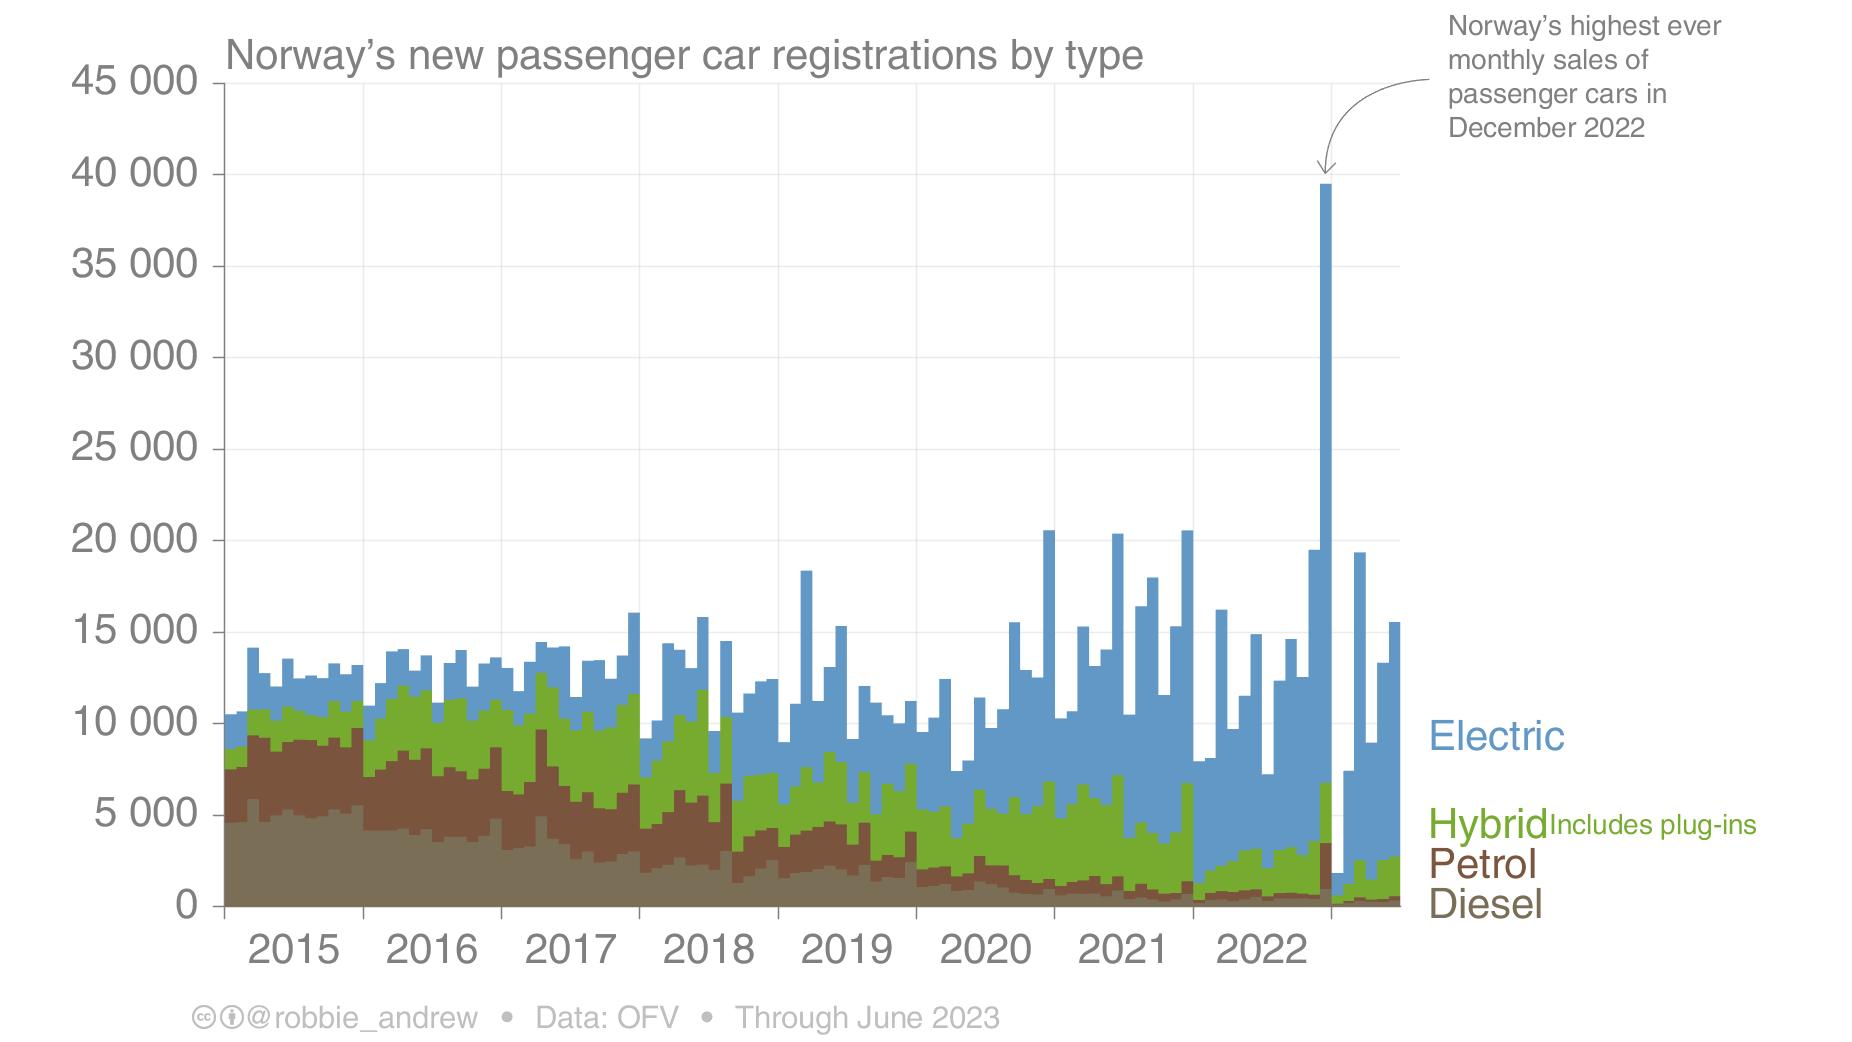 Norway's new passenger car registrations by type
Norway's highest ever
monthly sales of
passenger cars in
December 2022
45 000
40 000
35 000
30 000
25 000
20 000
15 000
10 000
5 000
0
Electric
Hybrid Includes plug-ins
Petrol
Diesel
2015 2016 2017 2018 2019 2020 2021 2022
@robbie_andrew • Data: OFV • Through June 2023